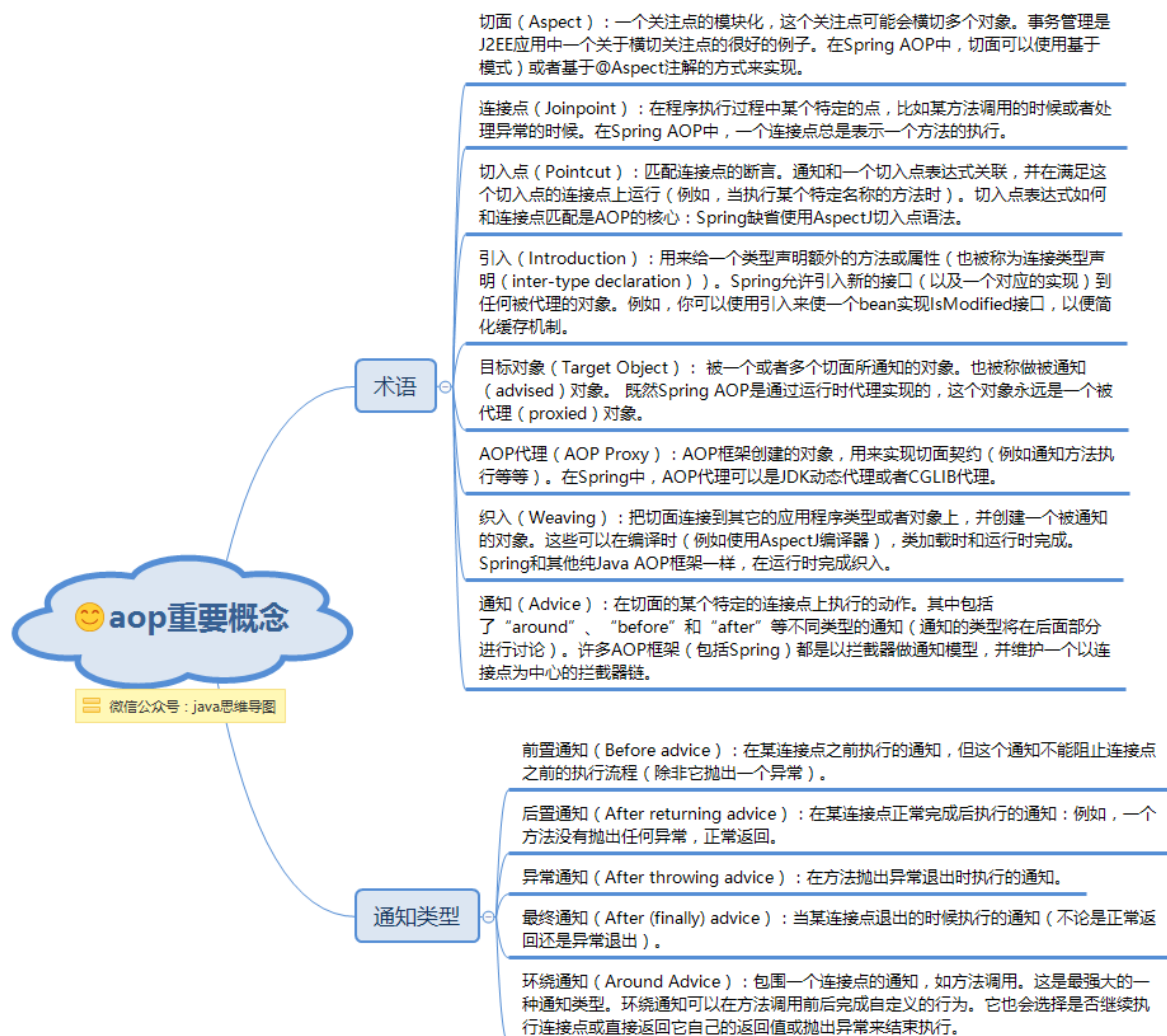 切面（Aspect）：一个关注点的模块化，这个关注点可能会横切多个对象。事务管理是
J2EE应用中一个关于横切关注点的很好的例子。在Spring AOP中，切面可以使用基于
模式）或者基于@Aspect注解的方式来实现。
连接点（Joinpoint）：在程序执行过程中某个特定的点，比如某方法调用的时候或者处
理异常的时候。在Spring AOP中，一个连接点总是表示一个方法的执行。
切入点（Pointcut）：匹配连接点的断言。通知和一个切入点表达式关联，并在满足这
个切入点的连接点上运行（例如，当执行某个特定名称的方法时）。切入点表达式如何
和连接点匹配是AOP的核心：Spring缺省使用AspectJ切入点语法。
引入（Introduction）：用来给一个类型声明额外的方法或属性（也被称为连接类型声
明（inter-type declaration））。Spring允许引入新的接口（以及一个对应的实现）到
任何被代理的对象。例如，你可以使用引入来使一个bean实现IsModified接口，以便简
化缓存机制。
目标对象（Target Object）： 被一个或者多个切面所通知的对象。也被称做被通知
（advised）对象。 既然Spring AOP是通过运行时代理实现的，这个对象永远是一个被
代理（proxied）对象。
AOP代理（AOP Proxy）：AOP框架创建的对象，用来实现切面契约（例如通知方法执
行等等）。在Spring中，AOP代理可以是JDK动态代理或者CGLIB代理。
织入（Weaving）：把切面连接到其它的应用程序类型或者对象上，并创建一个被通知
的对象。这些可以在编译时（例如使用AspectJ编译器），类加载时和运行时完成。
Spring和其他纯Java AOP框架一样，在运行时完成织入。
通知（Advice）：在切面的某个特定的连接点上执行的动作。其中包括
了“around”、“before”和“after”等不同类型的通知（通知的类型将在后面部分
进行讨论）。许多AOP框架（包括Spring）都是以拦截器做通知模型，并维护一个以连
接点为中心的拦截器链。
术语
aop重要概念
微信公众号：java思维导图
通知类型
前置通知（Before advice）：在某连接点之前执行的通知，但这个通知不能阻止连接点
之前的执行流程（除非它抛出一个异常）。
后置通知（After returning advice）：在某连接点正常完成后执行的通知：例如，一个
方法没有抛出任何异常，正常返回。
异常通知（After throwing advice）：在方法抛出异常退出时执行的通知。
最终通知（After (finally) advice）：当某连接点退出的时候执行的通知（不论是正常返
回还是异常退出）。
环绕通知（Around Advice）：包围一个连接点的通知，如方法调用。这是最强大的一
种通知类型。环绕通知可以在方法调用前后完成自定义的行为。它也会选择是否继续执
行连接点或直接返回它自己的返回值或抛出异常来结束执行。